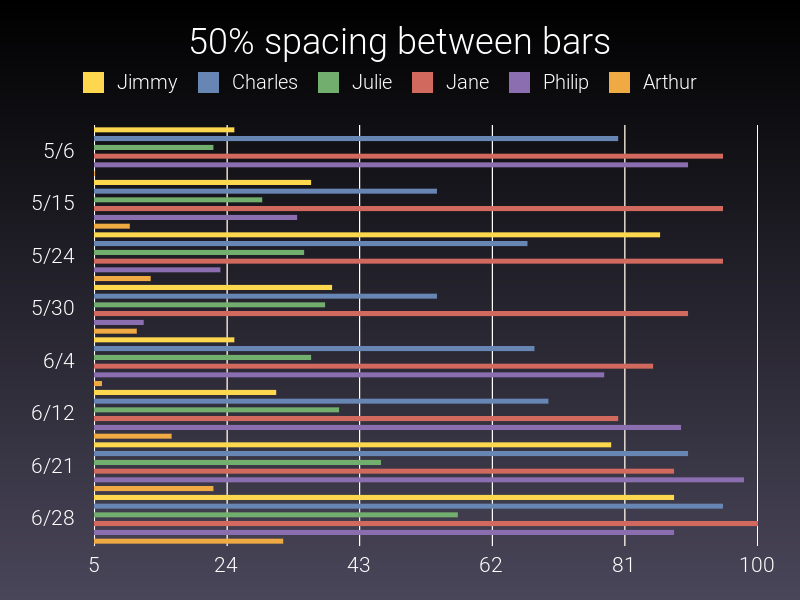 50% spacing between bars
Jimmy Charles Julie Jane Philip Arthur
5/6
5/15
5/24
5/30
6/4
6/12
6/21
6/28
5 24 43 62 81 100